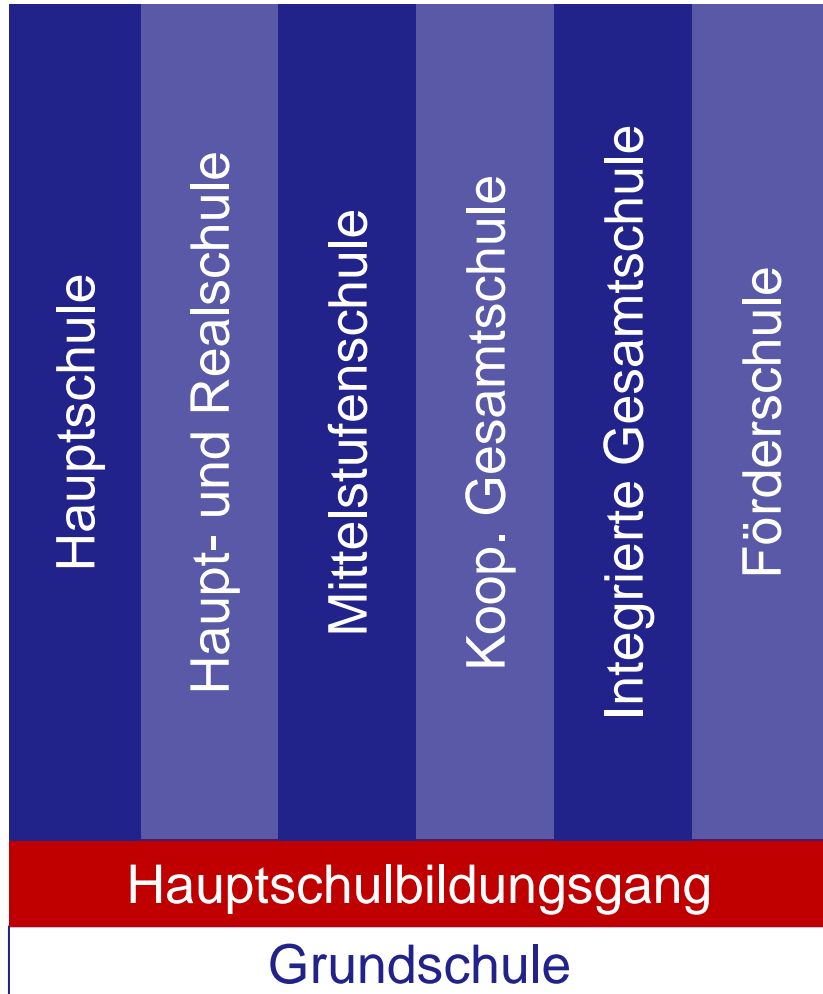 Hauptschule
Haupt- und Realschule
Mittelstufenschule
Koop. Gesamtschule
Integrierte Gesamtschule
Förderschule
Hauptschulbildungsgang
Grundschule